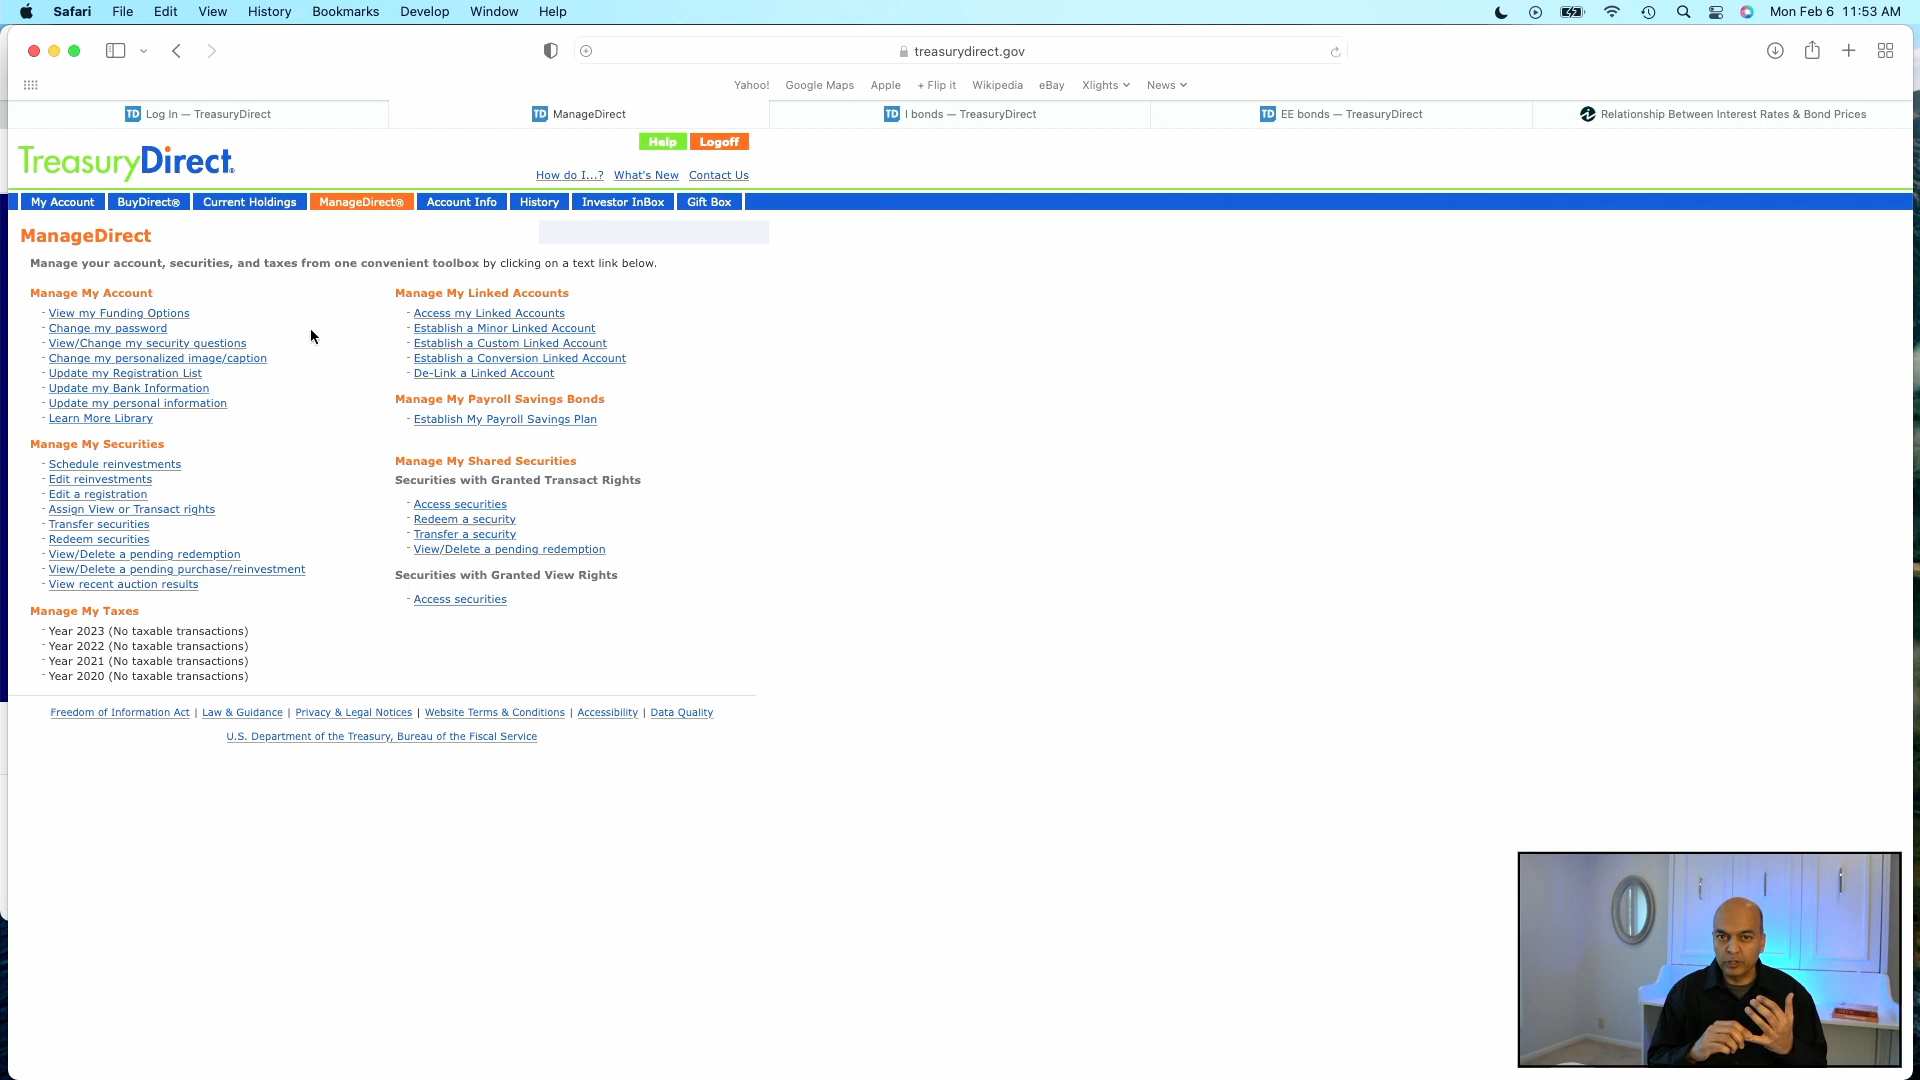 Safari File Edit View History Bookmarks Develop Window Help Mon Feb 6 11:53 AM
treasurydirect.gov
Yahoo! Google Maps Apple + Flip it Wikipedia eBay Xlights News
TD Log In — TreasuryDirect TD ManageDirect TD I bonds — TreasuryDirect TD EE bonds — TreasuryDirect Relationship Between Interest Rates & Bond Prices
Help Logoff
TreasuryDirect®
How do I...? What's New Contact Us
My Account BuyDirect® Current Holdings ManageDirect® Account Info History Investor InBox Gift Box
ManageDirect
Manage your account, securities, and taxes from one convenient toolbox by clicking on a text link below.
Manage My Account
- View my Funding Options
- Change my password
- View/Change my security questions
- Change my personalized image/caption
- Update my Registration List
- Update my Bank Information
- Update my personal information
- Learn More Library
Manage My Securities
- Schedule reinvestments
- Edit reinvestments
- Edit a registration
- Assign View or Transact rights
- Transfer securities
- Redeem securities
- View/Delete a pending redemption
- View/Delete a pending purchase/reinvestment
- View recent auction results
Manage My Taxes
- Year 2023 (No taxable transactions)
- Year 2022 (No taxable transactions)
- Year 2021 (No taxable transactions)
- Year 2020 (No taxable transactions)
Manage My Linked Accounts
- Access my Linked Accounts
- Establish a Minor Linked Account
- Establish a Custom Linked Account
- Establish a Conversion Linked Account
- De-Link a Linked Account
Manage My Payroll Savings Bonds
- Establish My Payroll Savings Plan
Manage My Shared Securities
Securities with Granted Transact Rights
- Access securities
- Redeem a security
- Transfer a security
- View/Delete a pending redemption
Securities with Granted View Rights
- Access securities
Freedom of Information Act | Law & Guidance | Privacy & Legal Notices | Website Terms & Conditions | Accessibility | Data Quality
U.S. Department of the Treasury, Bureau of the Fiscal Service